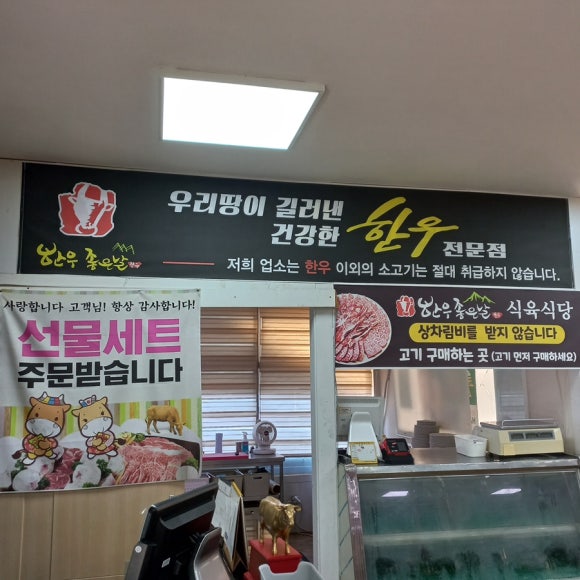 우리땅이 길러낸
건강한 한우 전문점
한우 좋은날
저희 업소는 한우 이외의 소고기는 절대 취급하지 않습니다.
사랑합니다 고객님! 항상 감사합니다!
선물세트
주문받습니다
한우 좋은날 식육식당
상차림비를 받지 않습니다
고기 구매하는 곳 (고기 먼저 구매하세요)